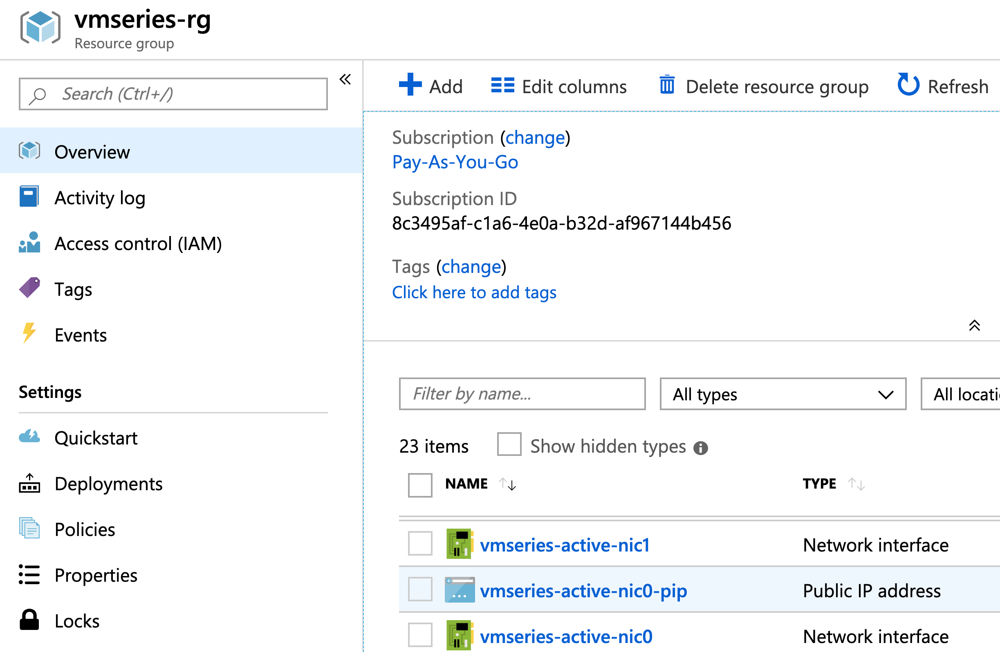 vmseries-rg
Resource group
Search (Ctrl+/)
Overview
Activity log
Access control (IAM)
Tags
Events
Settings
Quickstart
Deployments
Policies
Properties
Locks
Add Edit columns Delete resource group Refresh
Subscription (change)
Pay-As-You-Go
Subscription ID
8c3495af-c1a6-4e0a-b32d-af967144b456
Tags (change)
Click here to add tags
Filter by name... All types All locati
23 items Show hidden types
NAME TYPE
vmseries-active-nic1 Network interface
vmseries-active-nic0-pip Public IP address
vmseries-active-nic0 Network interface